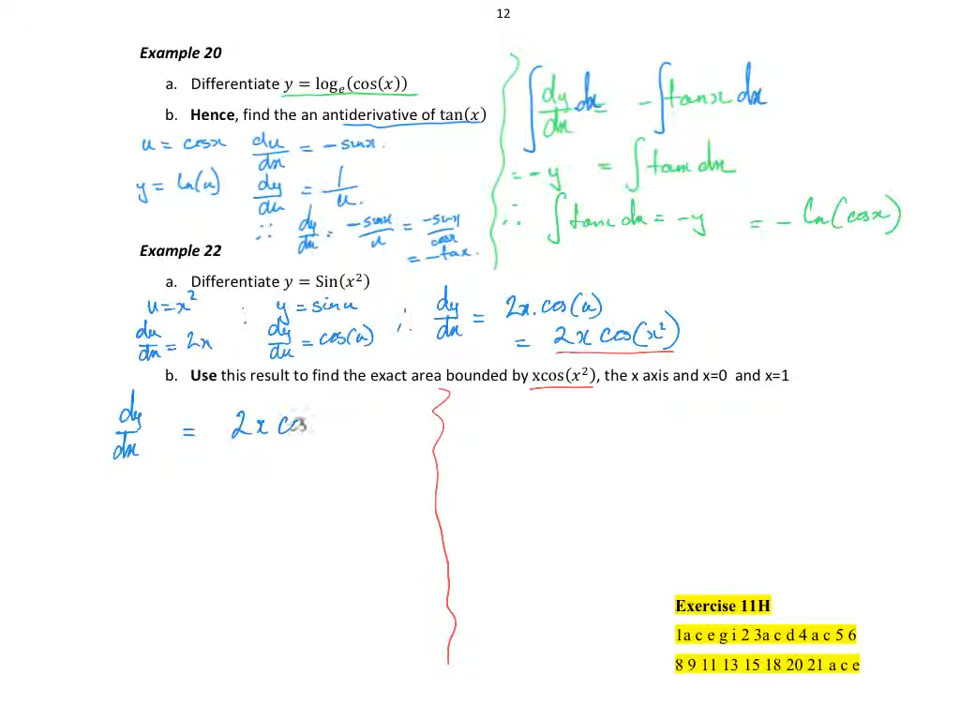 12
Example 20
a. Differentiate y = logₑ(cos(x))
b. Hence, find the an antiderivative of tan(x)
u = cosx du/dx = -sinx.
y = ln(u) dy/du = 1/u.
∴ dy/dx = -sinx/u = -sinx/cosx
= -tax.
∫ dy/dx dx - ∫ tanx dx
= -y = ∫ tanx dx
∴ ∫ tanx dx = -y = - ln(cosx)
Example 22
a. Differentiate y = Sin(x²)
u = x² : y = sinu ∴ dy/dx = 2x. cos(u)
du/dx = 2x dy/du = cos(u) = 2x cos(x²)
b. Use this result to find the exact area bounded by xcos(x²), the x axis and x=0 and x=1
dy/dx = 2x cos
Exercise 11H
1a c e g i 2 3a c d 4 a c 5 6
8 9 11 13 15 18 20 21 a c e